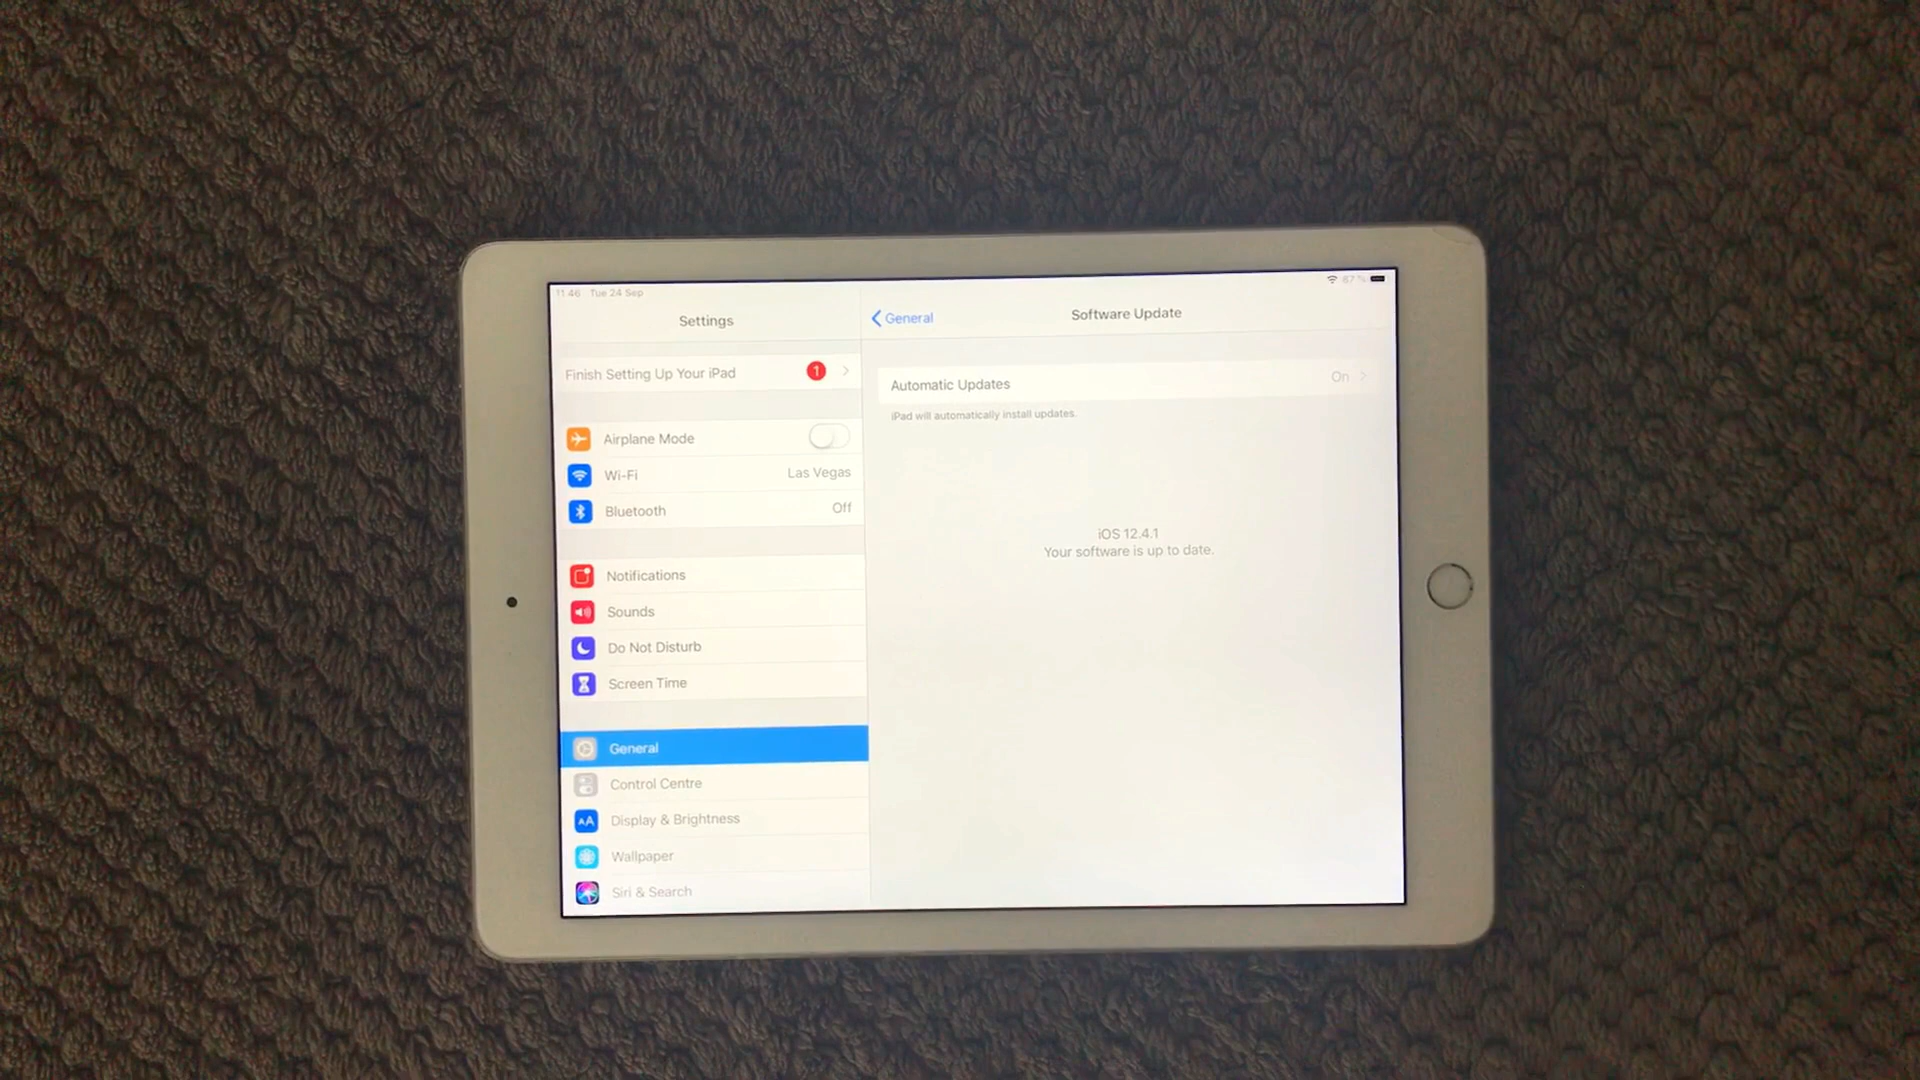 11:46 Tue 24 Sep
87 %
Settings
Finish Setting Up Your iPad 1
Airplane Mode
Wi-Fi Las Vegas
Bluetooth Off
Notifications
Sounds
Do Not Disturb
Screen Time
General
Control Centre
AA Display & Brightness
Wallpaper
Siri & Search
General
Software Update
Automatic Updates On
iPad will automatically install updates.
iOS 12.4.1
Your software is up to date.